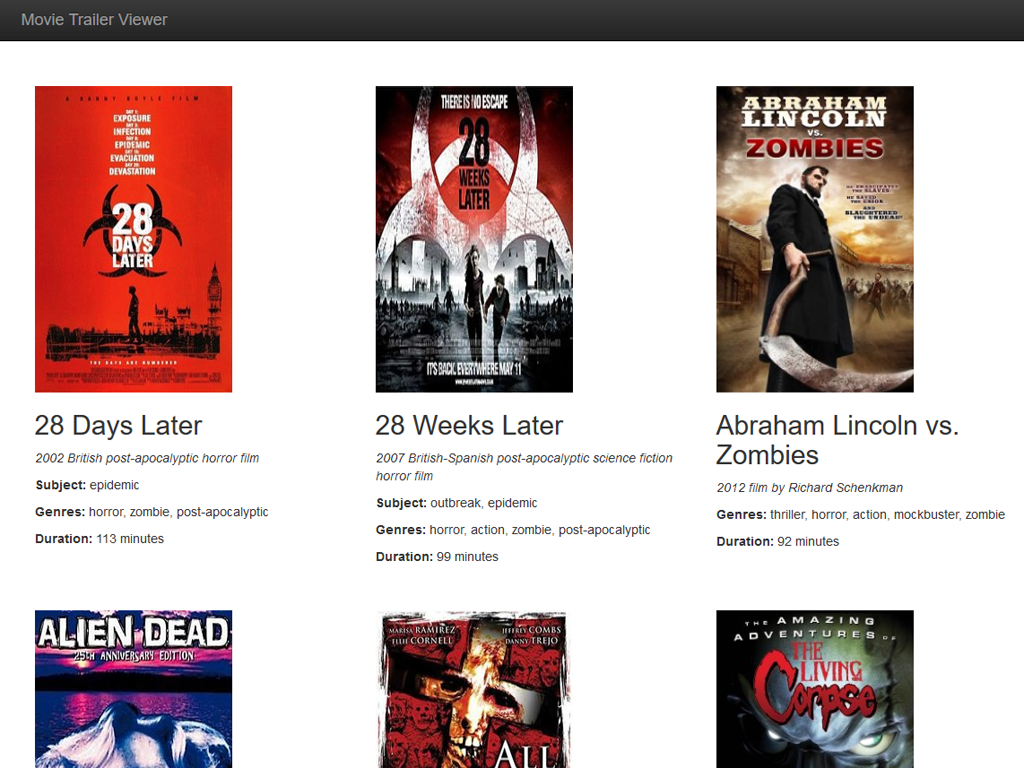 Movie Trailer Viewer
A DANNY BOYLE FILM
DAY 1:
EXPOSURE
DAY 3:
INFECTION
DAY 8:
EPIDEMIC
DAY 15:
EVACUATION
DAY 20:
DEVASTATION
28
DAYS
LATER
THE DAYS ARE NUMBERED
THERE IS NO ESCAPE
28
WEEKS
LATER
IT'S BACK. EVERYWHERE MAY 11
ABRAHAM
LINCOLN
VS.
ZOMBIES
HE EMANCIPATED
THE SLAVES
HE SAVED
THE UNION
AND
SLAUGHTERED
THE UNDEAD!
28 Days Later
2002 British post-apocalyptic horror film
Subject: epidemic
Genres: horror, zombie, post-apocalyptic
Duration: 113 minutes
28 Weeks Later
2007 British-Spanish post-apocalyptic science fiction
horror film
Subject: outbreak, epidemic
Genres: horror, action, zombie, post-apocalyptic
Duration: 99 minutes
Abraham Lincoln vs.
Zombies
2012 film by Richard Schenkman
Genres: thriller, horror, action, mockbuster, zombie
Duration: 92 minutes
ALIEN DEAD
25TH ANNIVERSARY EDITION
MARISA RAMIREZ JEFFREY COMBS
ELLIE CORNELL DANNY TREJO
ALL
THE AMAZING
ADVENTURES OF
THE
LIVING
Corpse